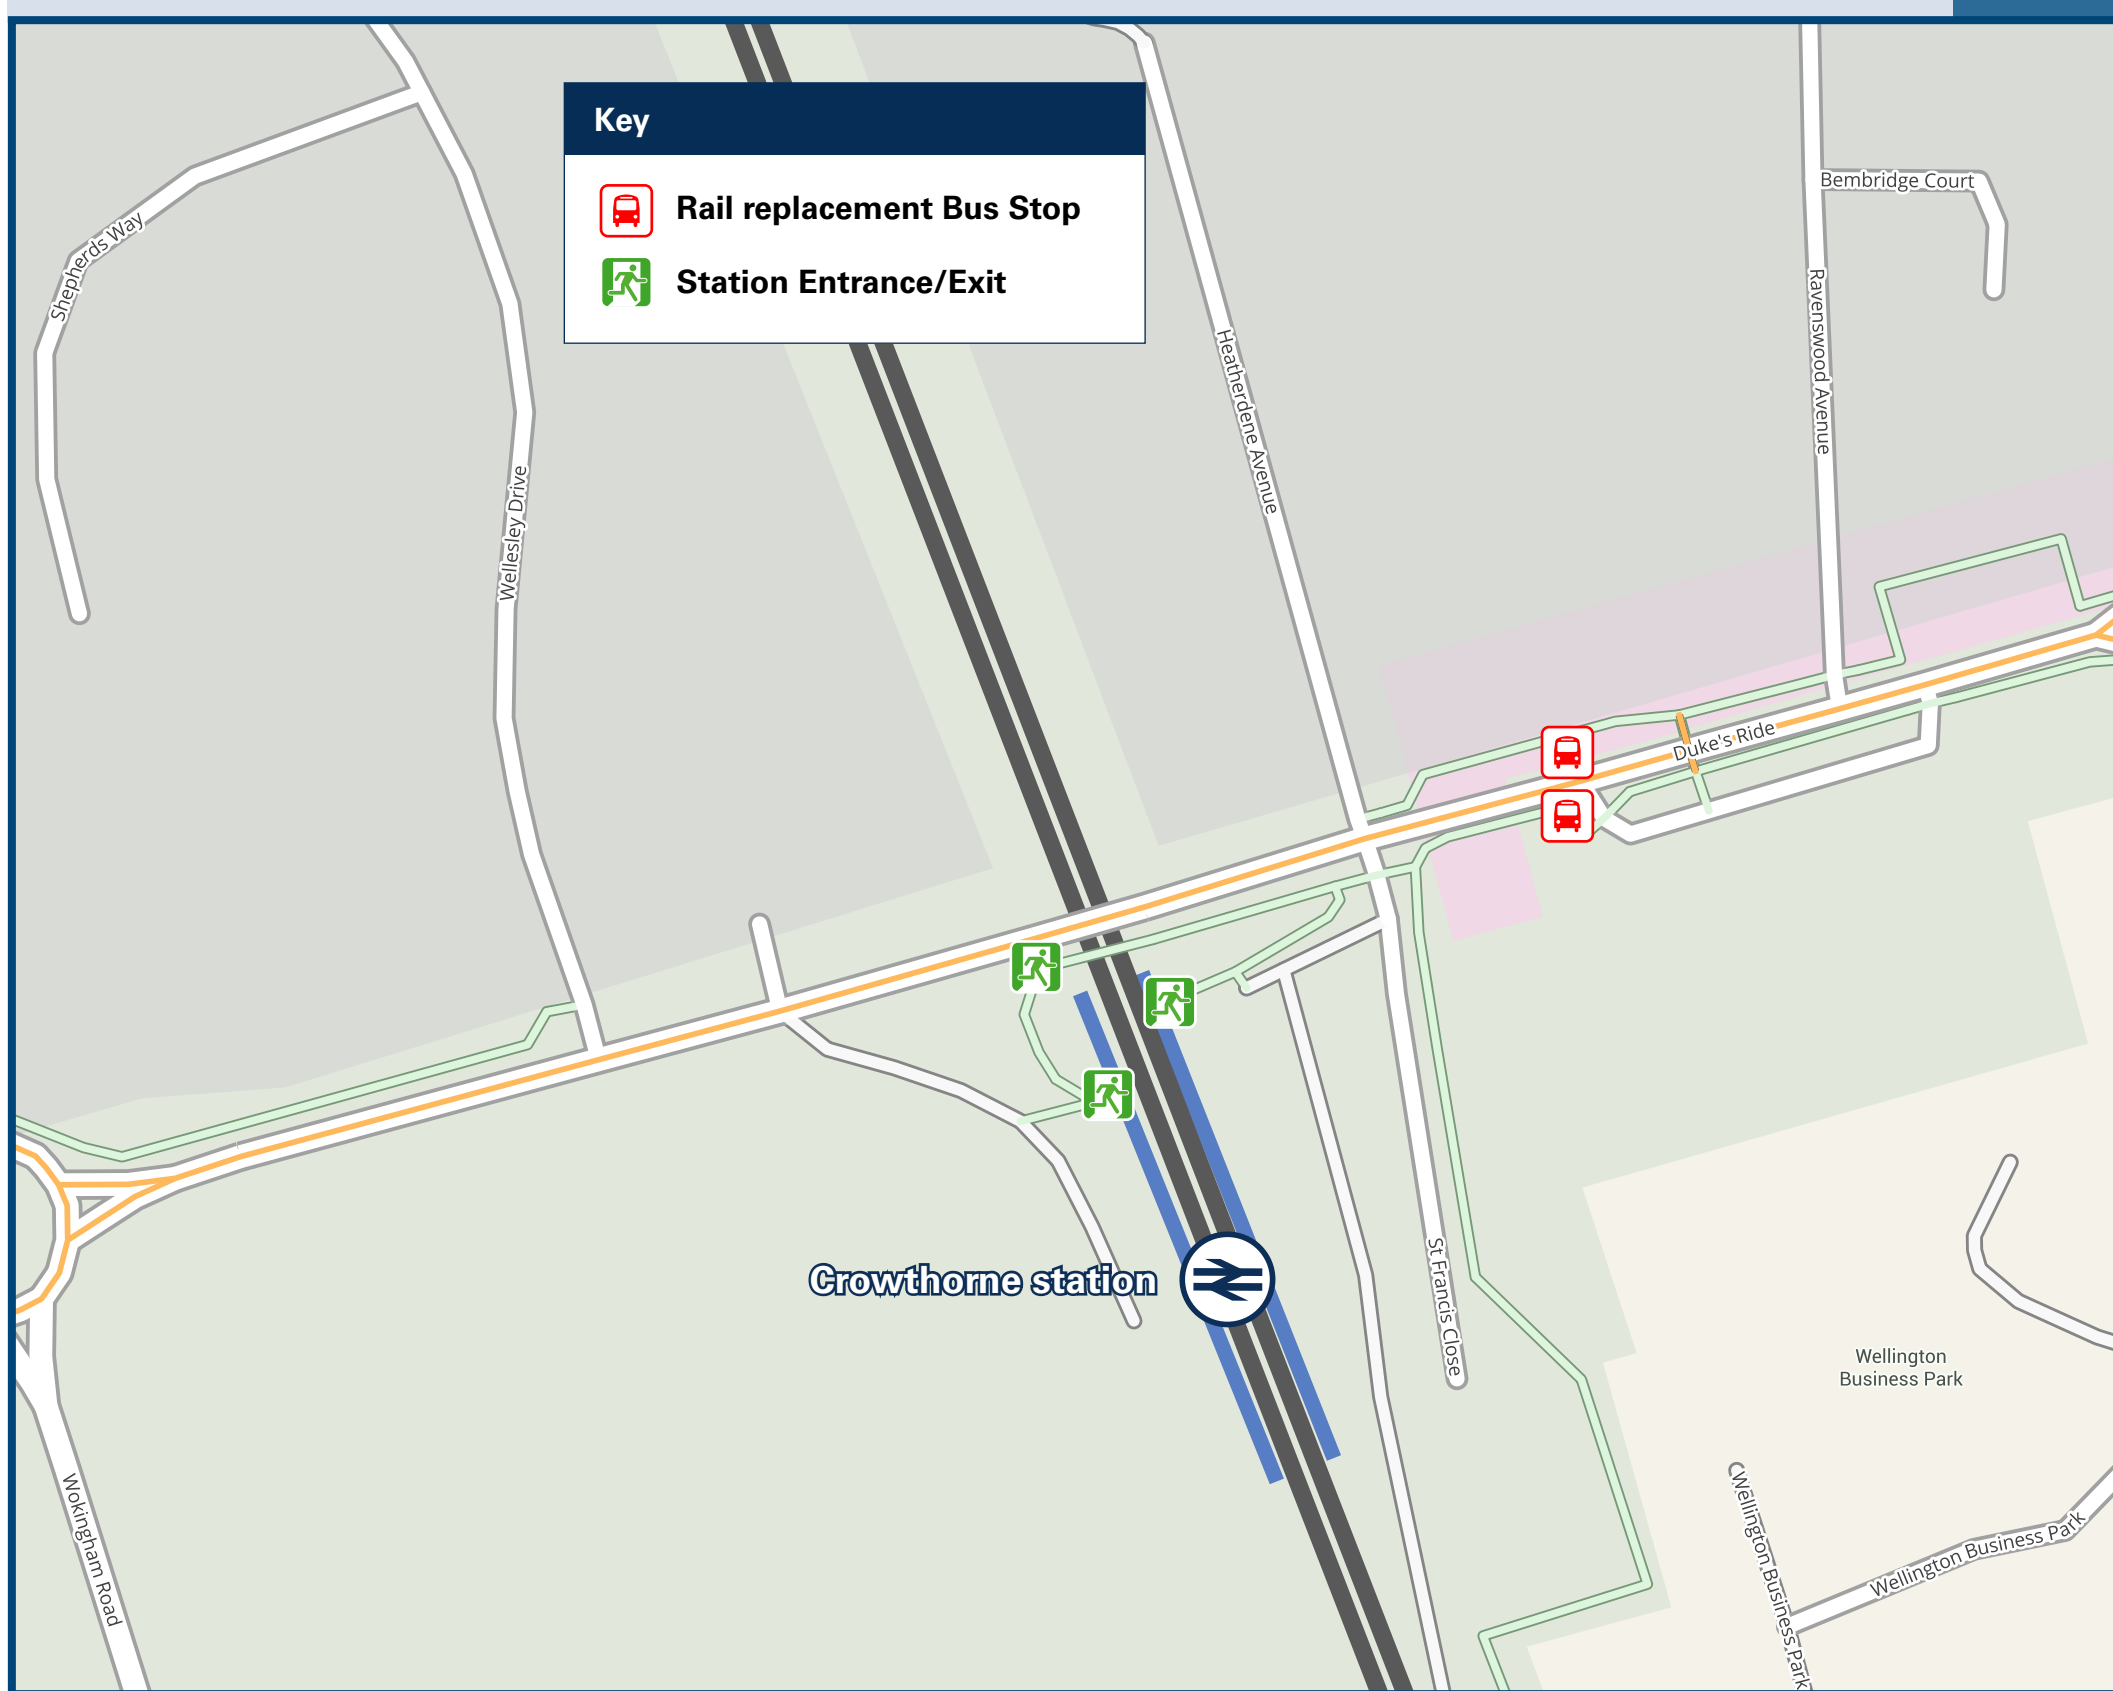 Key
Rail replacement Bus Stop
Station Entrance/Exit
Bembridge Court
Shepherds Way
Ravenswood Avenue
Heatherdene Avenue
Wellesley Drive
Duke's Ride
Crowthorne station
St Francis Close
Wellington
Business Park
Wokingham Road
Wellington Business Park
Wellington Business Park